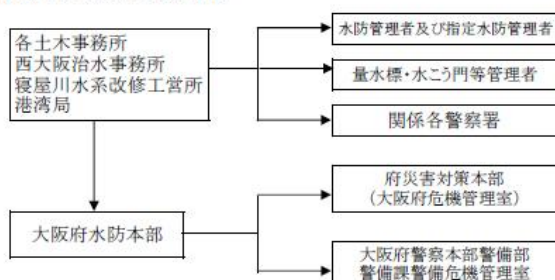 各土木事務所
西大阪治水事務所
寝屋川水系改修工営所
港湾局
水防管理者及び指定水防管理者
量水標・水こう門等管理者
関係各警察署
大阪府水防本部
府災害対策本部
(大阪府危機管理室)
大阪府警察本部警備部
警備課警備危機管理室